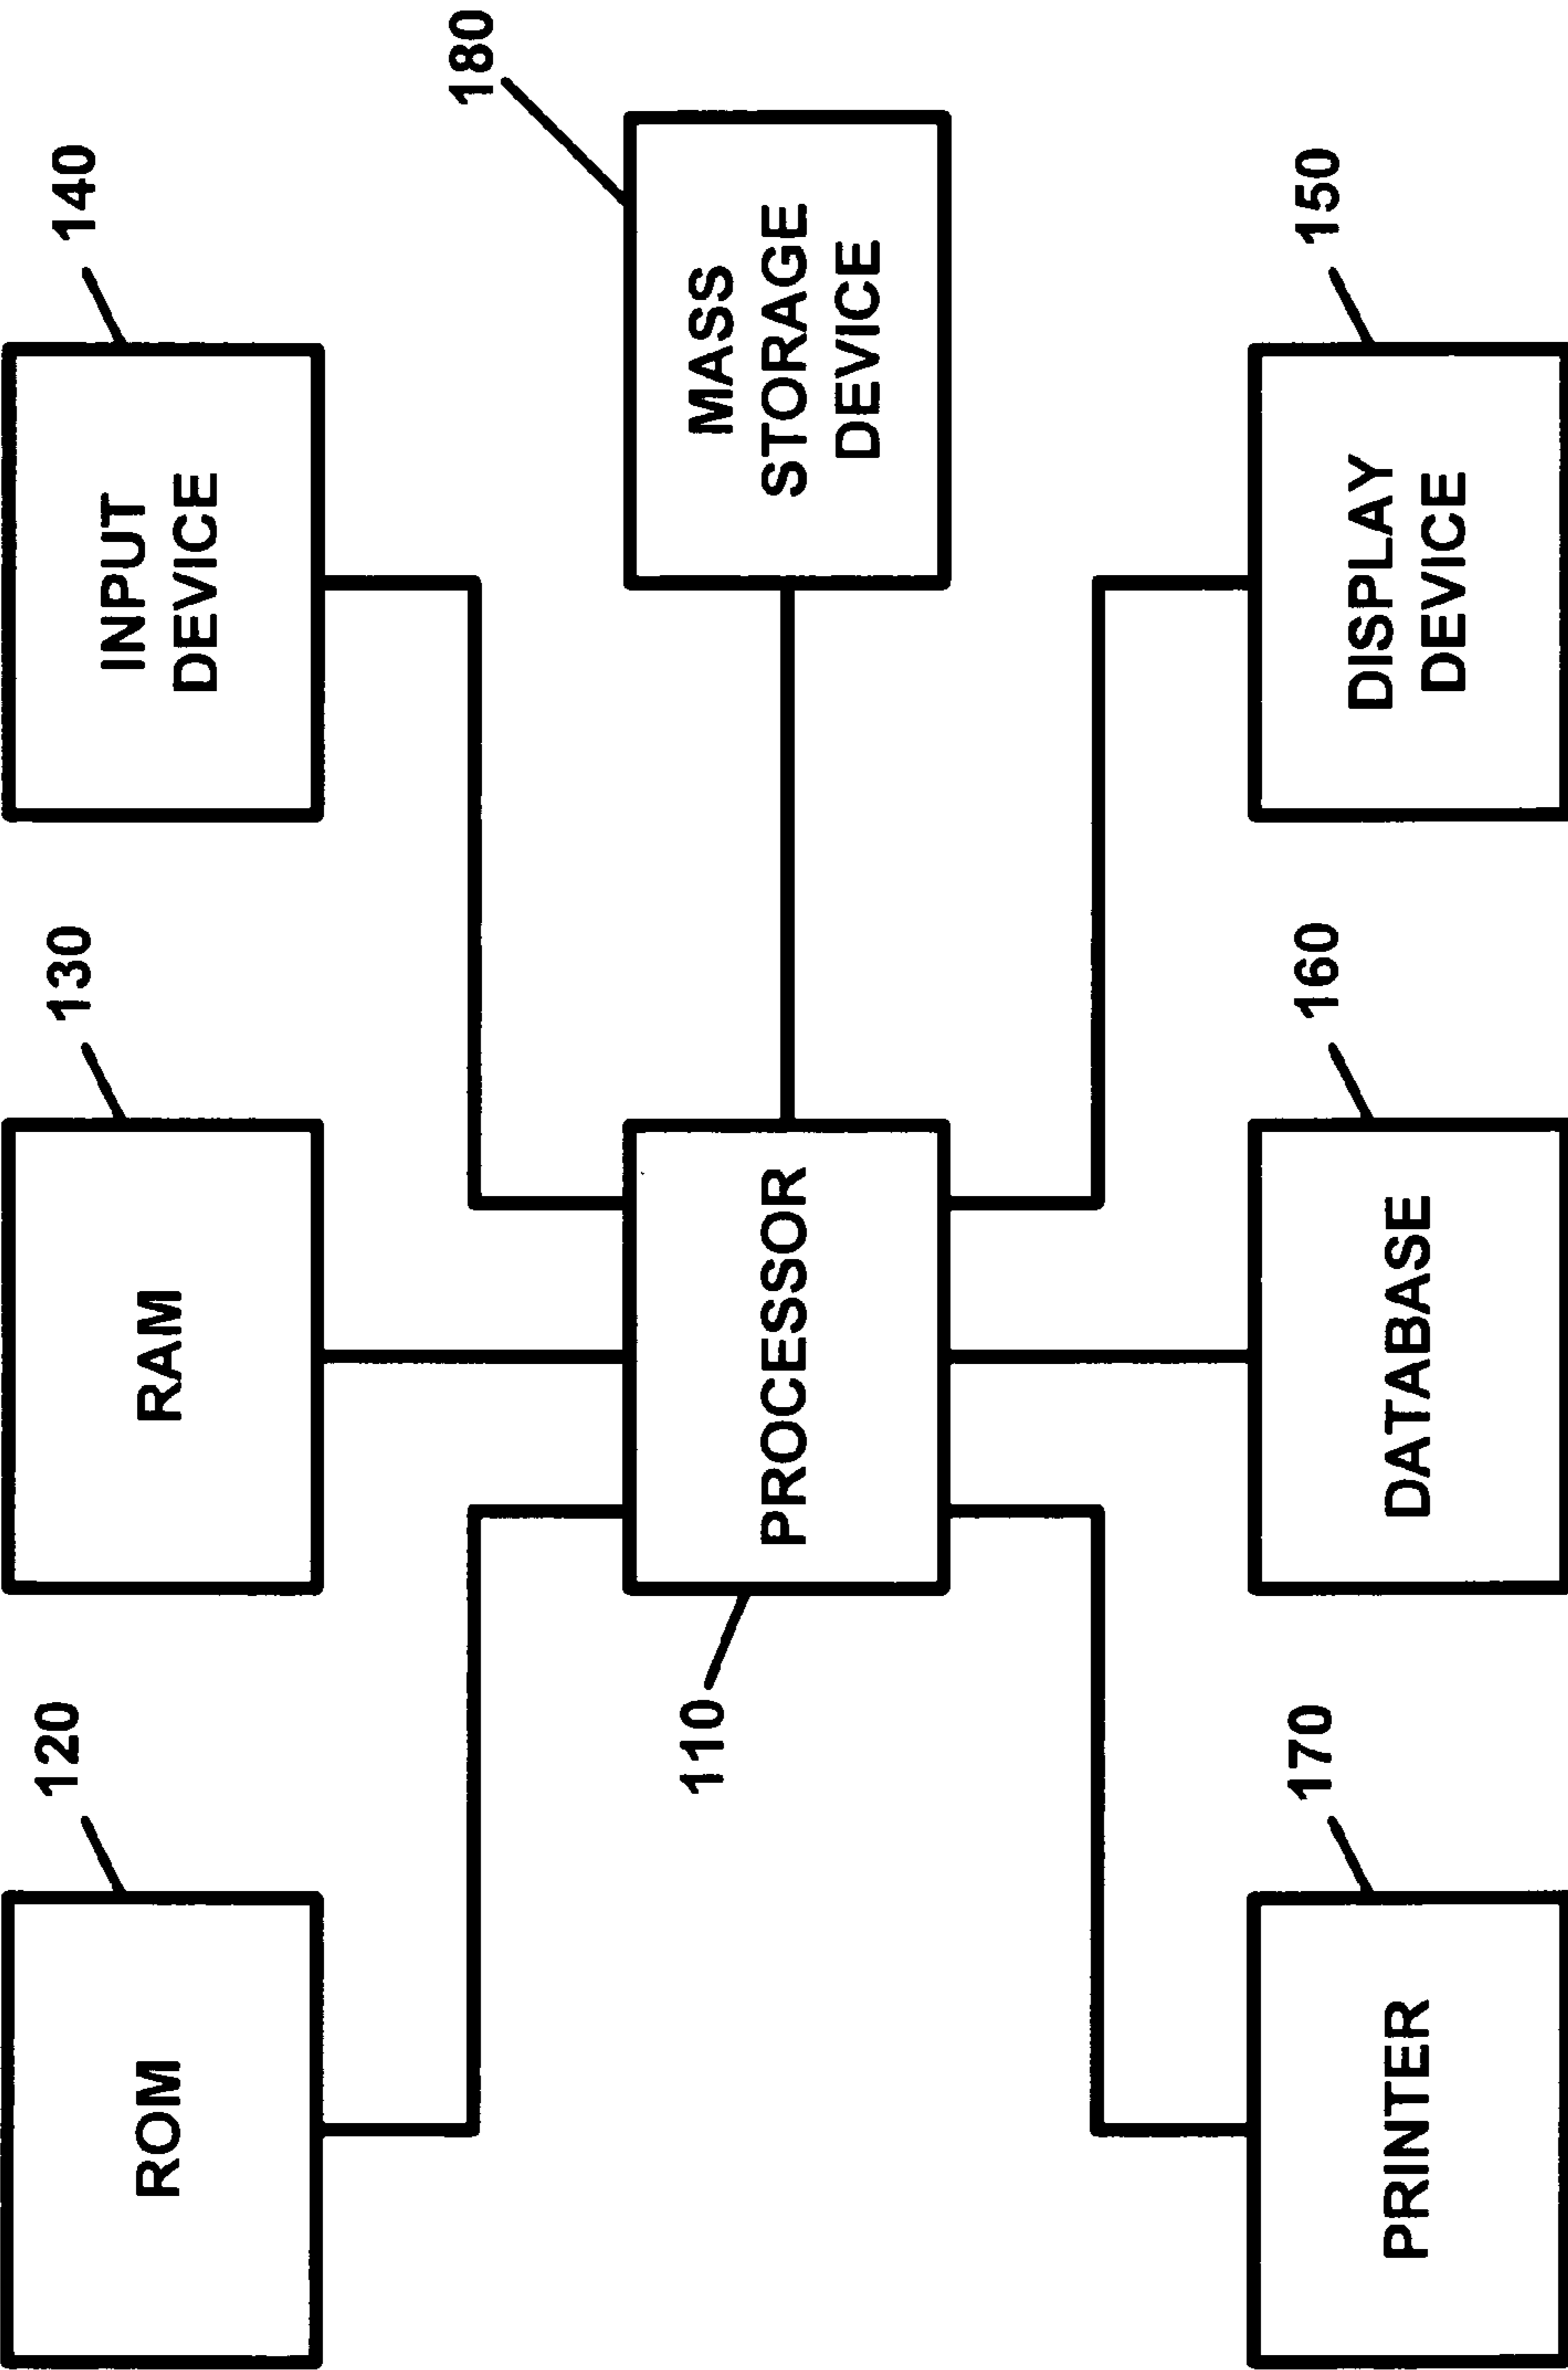 120
130
140
ROM
RAM
INPUT
DEVICE
180
110
PROCESSOR
MASS
STORAGE
DEVICE
170
160
150
PRINTER
DATABASE
DISPLAY
DEVICE